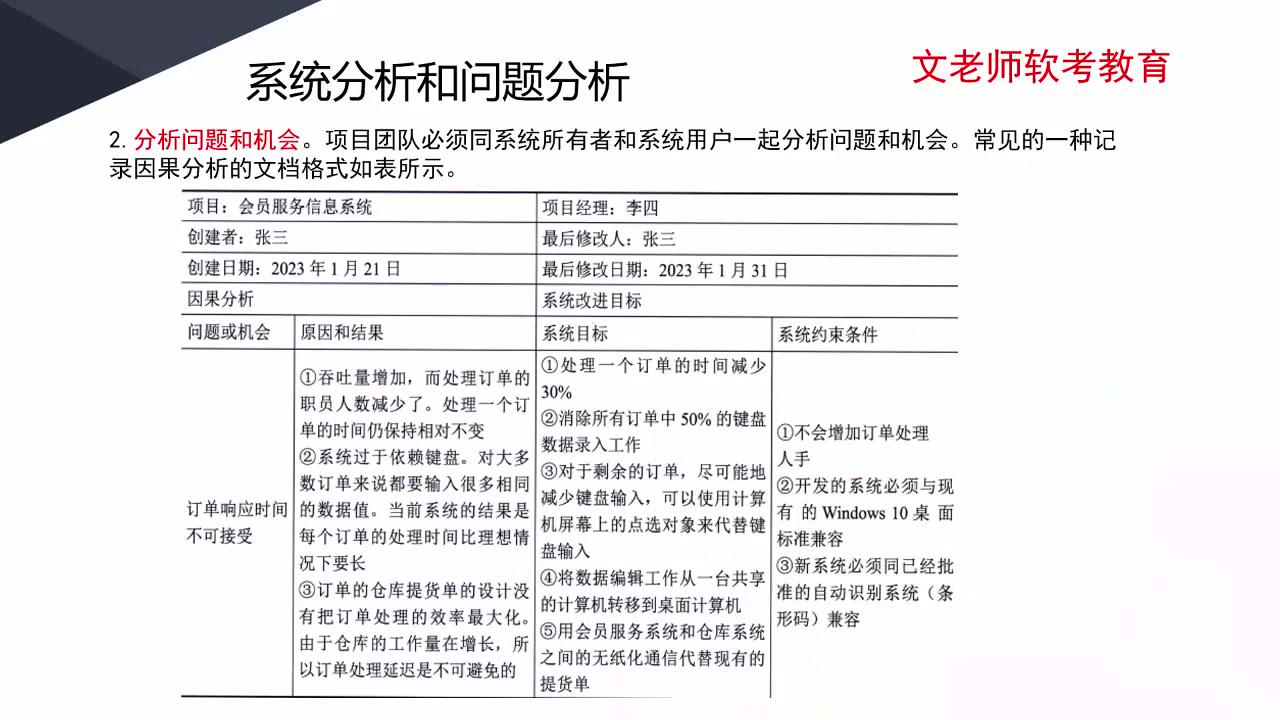 系统分析和问题分析
文老师软考教育
2. 分析问题和机会。项目团队必须同系统所有者和系统用户一起分析问题和机会。常见的一种记
录因果分析的文档格式如表所示。
项目：会员服务信息系统
项目经理：李四
创建者：张三
最后修改人：张三
创建日期：2023 年 1 月 21 日
最后修改日期：2023 年 1 月 31 日
因果分析
系统改进目标
问题或机会
原因和结果
系统目标
系统约束条件
订单响应时间
不可接受
①吞吐量增加，而处理订单的
职员人数减少了。处理一个订
单的时间仍保持相对不变
②系统过于依赖键盘。对大多
数订单来说都要输入很多相同
的数据值。当前系统的结果是
每个订单的处理时间比理想情
况下要长
③订单的仓库提货单的设计没
有把订单处理的效率最大化。
由于仓库的工作量在增长，所
以订单处理延迟是不可避免的
①处理一个订单的时间减少
30%
②消除所有订单中 50% 的键盘
数据录入工作
③对于剩余的订单，尽可能地
减少键盘输入，可以使用计算
机屏幕上的点选对象来代替键
盘输入
④将数据编辑工作从一台共享
的计算机转移到桌面计算机
⑤用会员服务系统和仓库系统
之间的无纸化通信代替现有的
提货单
①不会增加订单处理
人手
②开发的系统必须与现
有的 Windows 10 桌面
标准兼容
③新系统必须同已经批
准的自动识别系统（条
形码）兼容